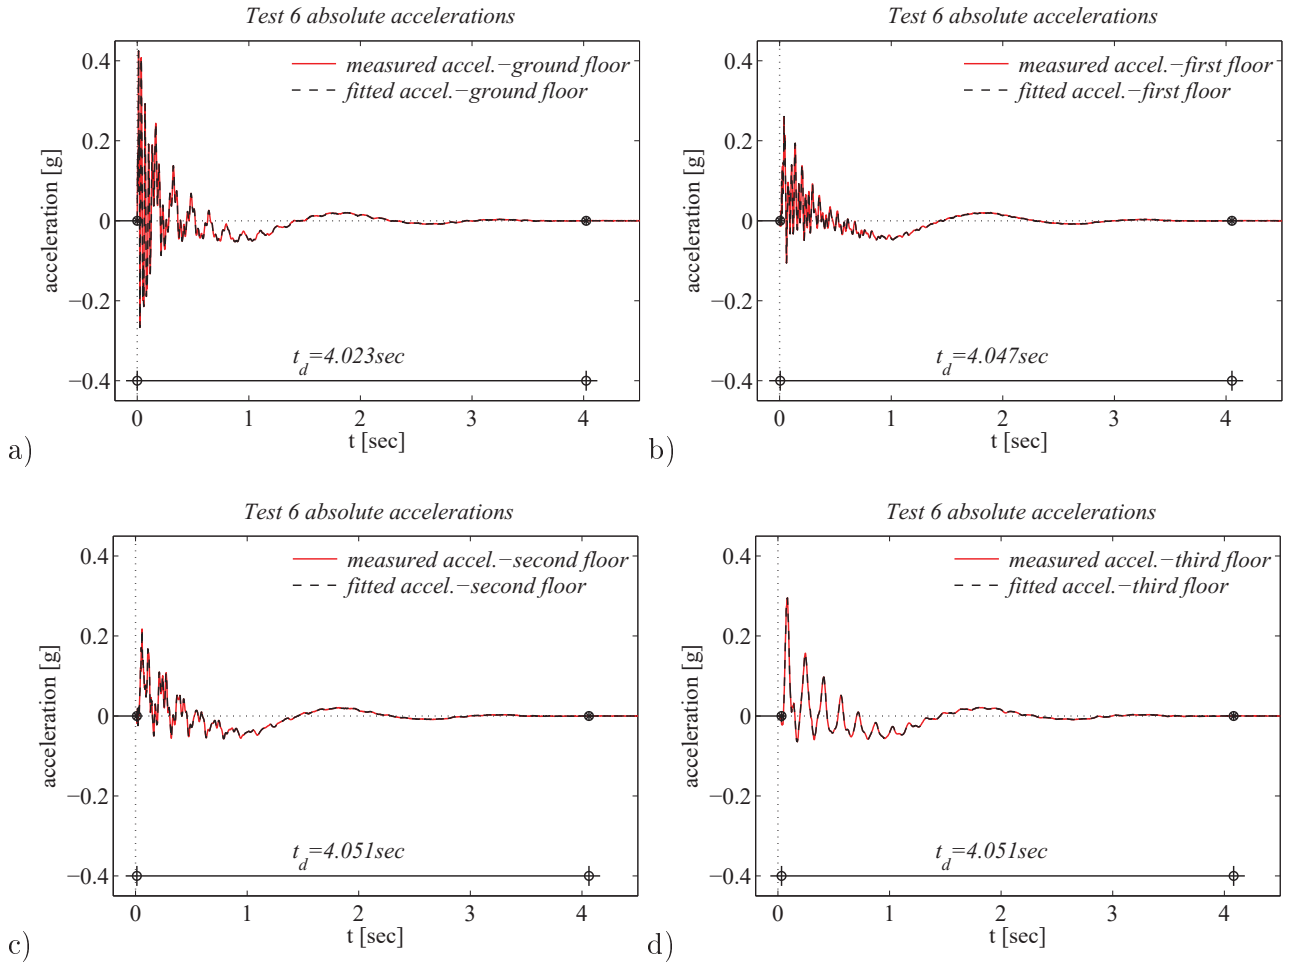 Test 6 absolute accelerations
measured accel.−ground floor
fitted accel.−ground floor
acceleration [g]
0.4
0.2
0
−0.2
−0.4
t_d=4.023sec
0 1 2 3 4
t [sec]
a)
Test 6 absolute accelerations
measured accel.−first floor
fitted accel.−first floor
acceleration [g]
0.4
0.2
0
−0.2
−0.4
t_d=4.047sec
0 1 2 3 4
t [sec]
b)
Test 6 absolute accelerations
measured accel.−second floor
fitted accel.−second floor
acceleration [g]
0.4
0.2
0
−0.2
−0.4
t_d=4.051sec
0 1 2 3 4
t [sec]
c)
Test 6 absolute accelerations
measured accel.−third floor
fitted accel.−third floor
acceleration [g]
0.4
0.2
0
−0.2
−0.4
t_d=4.051sec
0 1 2 3 4
t [sec]
d)